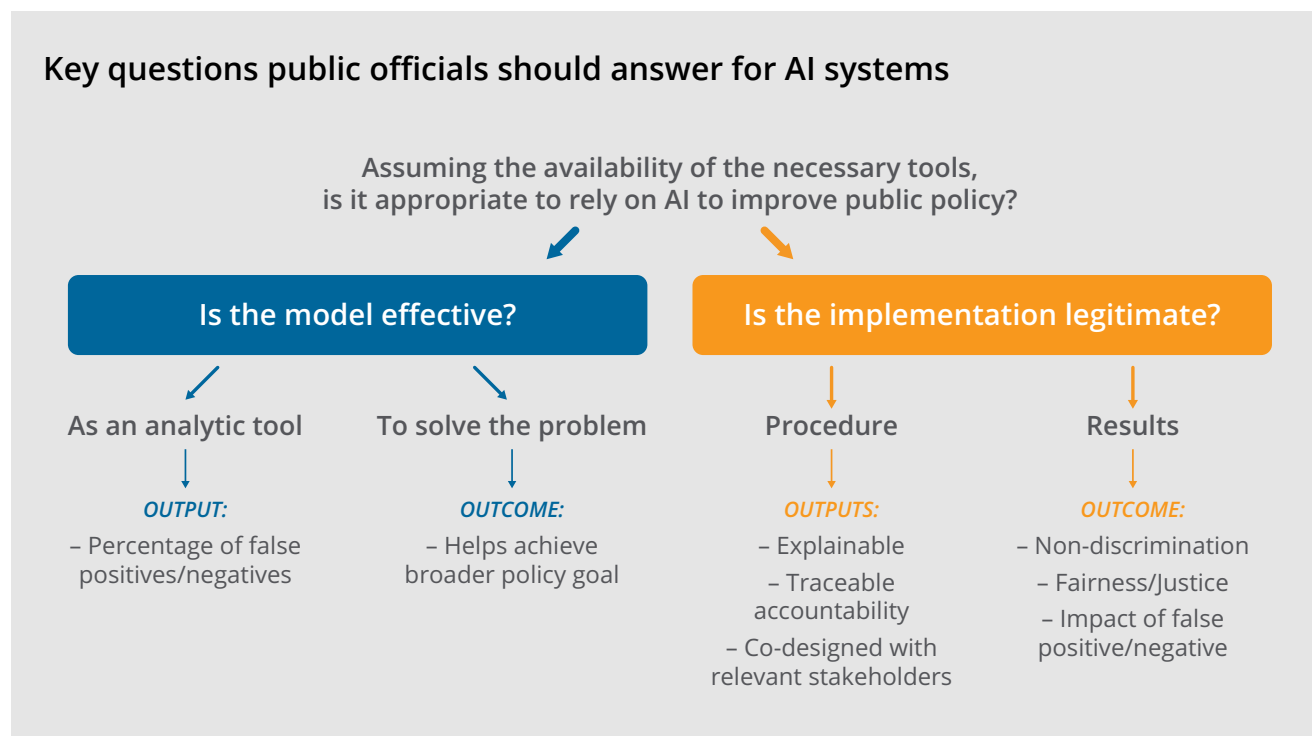 Key questions public officials should answer for AI systems
Assuming the availability of the necessary tools,
is it appropriate to rely on AI to improve public policy?
Is the model effective?
Is the implementation legitimate?
As an analytic tool
To solve the problem
Procedure
Results
OUTPUT:
– Percentage of false
positives/negatives
OUTCOME:
– Helps achieve
broader policy goal
OUTPUTS:
– Explainable
– Traceable
accountability
– Co-designed with
relevant stakeholders
OUTCOME:
– Non-discrimination
– Fairness/Justice
– Impact of false
positive/negative